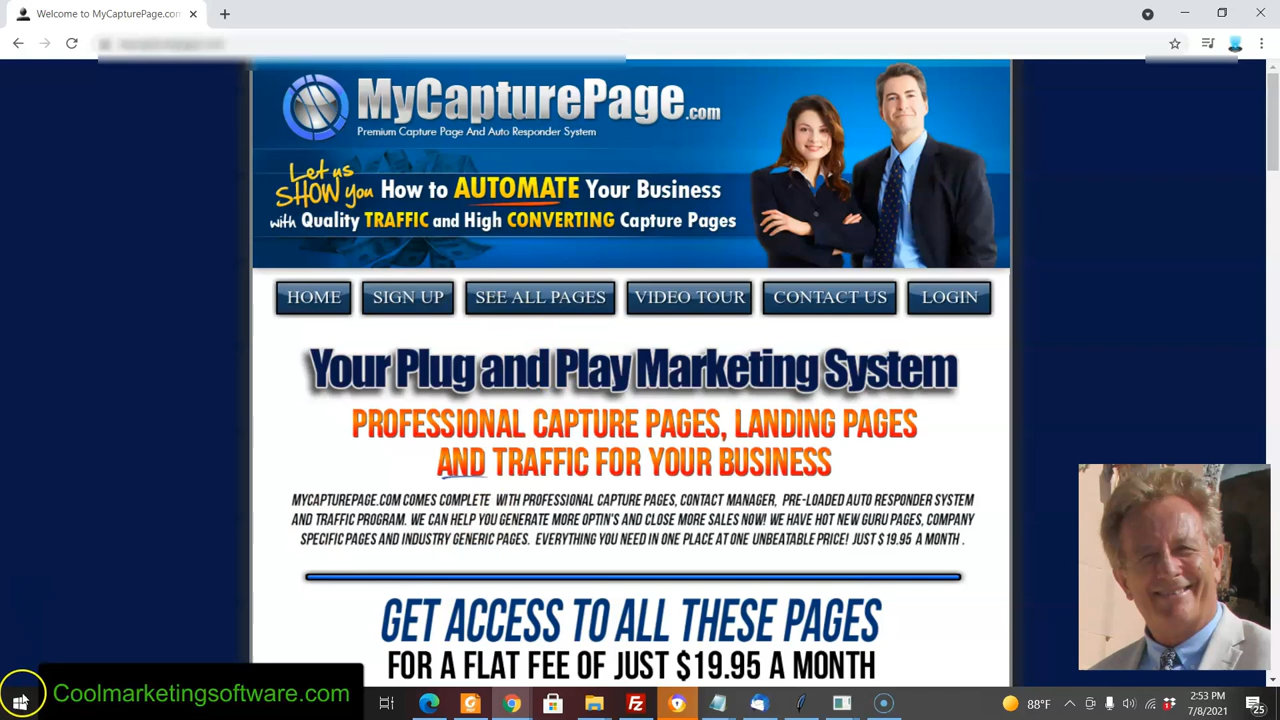 Welcome to MyCapturePage.com
MyCapturePage.com
Premium Capture Page And Auto Responder System
Let us
SHOW you How to AUTOMATE Your Business
with Quality TRAFFIC and High CONVERTING Capture Pages
HOME SIGN UP SEE ALL PAGES VIDEO TOUR CONTACT US LOGIN
Your Plug and Play Marketing System
PROFESSIONAL CAPTURE PAGES, LANDING PAGES
AND TRAFFIC FOR YOUR BUSINESS
MYCAPTUREPAGE.COM COMES COMPLETE WITH PROFESSIONAL CAPTURE PAGES, CONTACT MANAGER, PRE-LOADED AUTO RESPONDER SYSTEM
AND TRAFFIC PROGRAM. WE CAN HELP YOU GENERATE MORE OPTIN'S AND CLOSE MORE SALES NOW! WE HAVE HOT NEW GURU PAGES, COMPANY
SPECIFIC PAGES AND INDUSTRY GENERIC PAGES. EVERYTHING YOU NEED IN ONE PLACE AT ONE UNBEATABLE PRICE! JUST $19.95 A MONTH .
GET ACCESS TO ALL THESE PAGES
FOR A FLAT FEE OF JUST $19.95 A MONTH
Coolmarketingsoftware.com
88°F
2:53 PM
7/8/2021
25